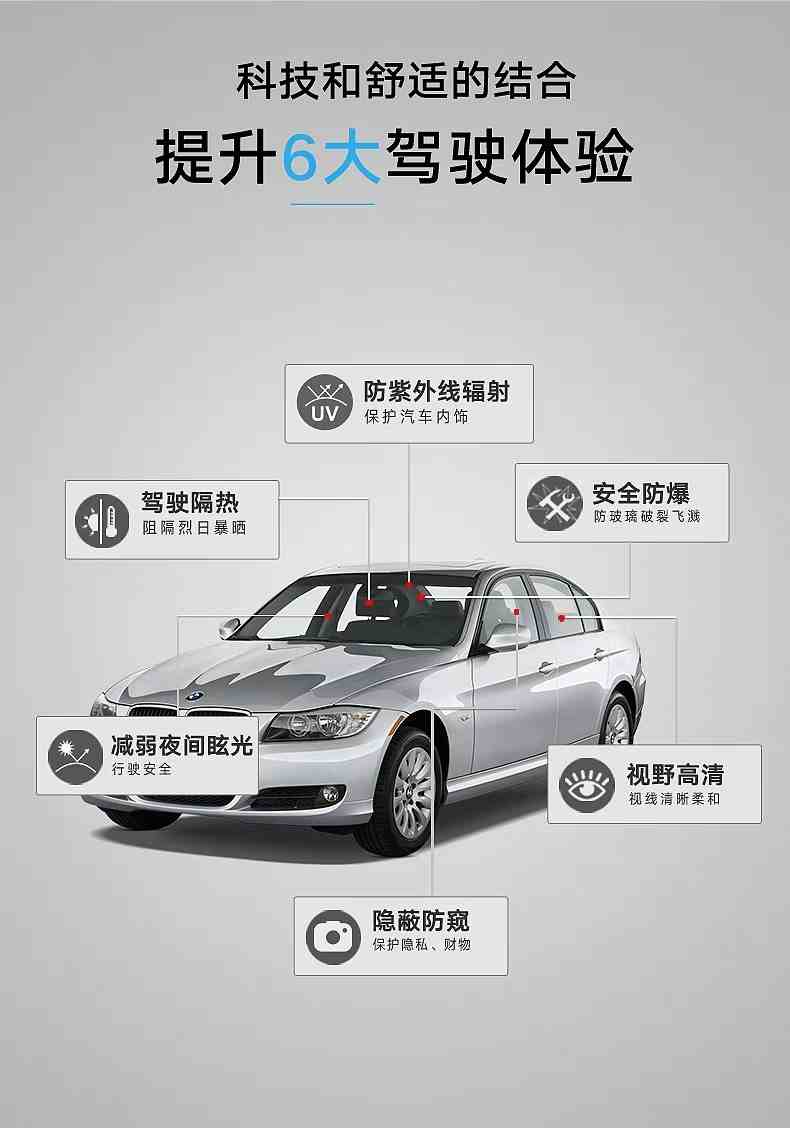 科技和舒适的结合
提升6大驾驶体验
UV
防紫外线辐射
保护汽车内饰
驾驶隔热
阻隔烈日暴晒
安全防爆
防玻璃破裂飞溅
减弱夜间眩光
行驶安全
视野高清
视线清晰柔和
隐蔽防窥
保护隐私、财物